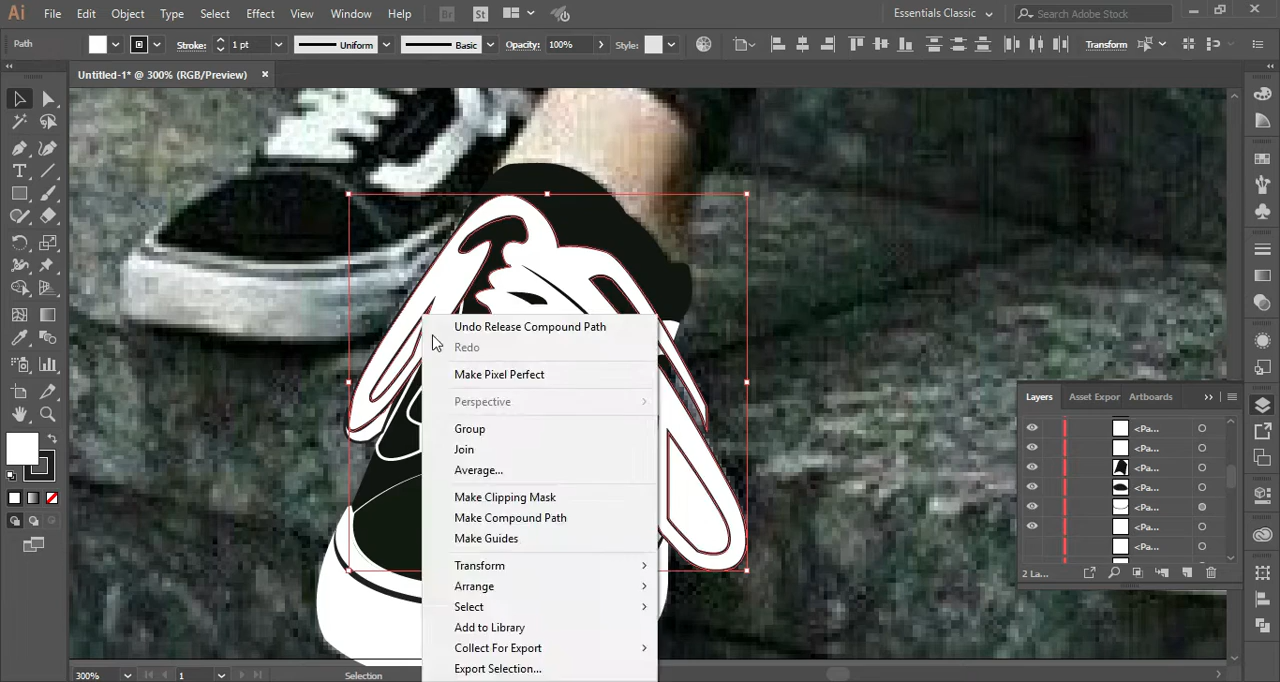 Ai File Edit Object Type Select Effect View Window Help Br St Essentials Classic Search Adobe Stock
Path Stroke: 1 pt Uniform Basic Opacity: 100% Style: Transform
Untitled-1* @ 300% (RGB/Preview)
Undo Release Compound Path
Redo
Make Pixel Perfect
Perspective
Group
Join
Average...
Make Clipping Mask
Make Compound Path
Make Guides
Transform
Arrange
Select
Add to Library
Collect For Export
Export Selection...
Layers Asset Expor Artboards
<Pa...
<Pa...
<Pa...
<Pa...
<Pa...
<Pa...
<Pa...
2 La...
300% 1 Selection